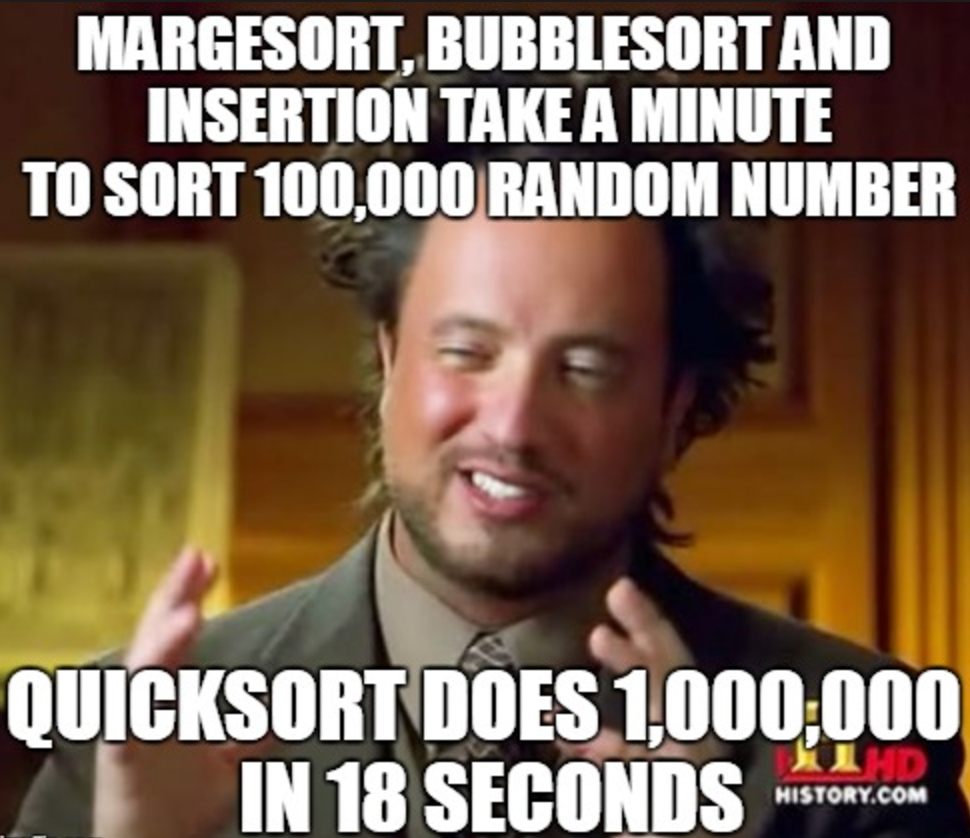 MARGESORT, BUBBLESORT AND
INSERTION TAKE A MINUTE
TO SORT 100,000 RANDOM NUMBER
QUICKSORT DOES 1,000,000
IN 18 SECONDS
H HD
HISTORY.COM